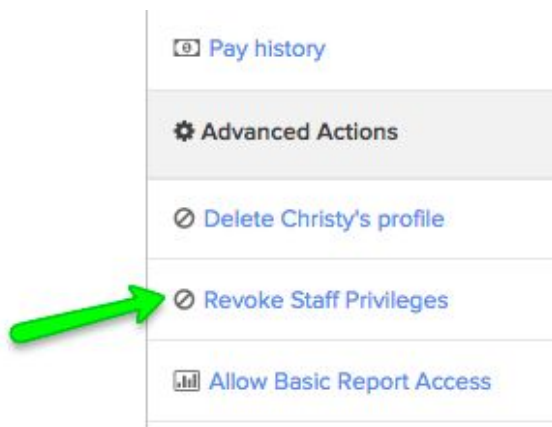 Pay history
Advanced Actions
Delete Christy's profile
Revoke Staff Privileges
Allow Basic Report Access